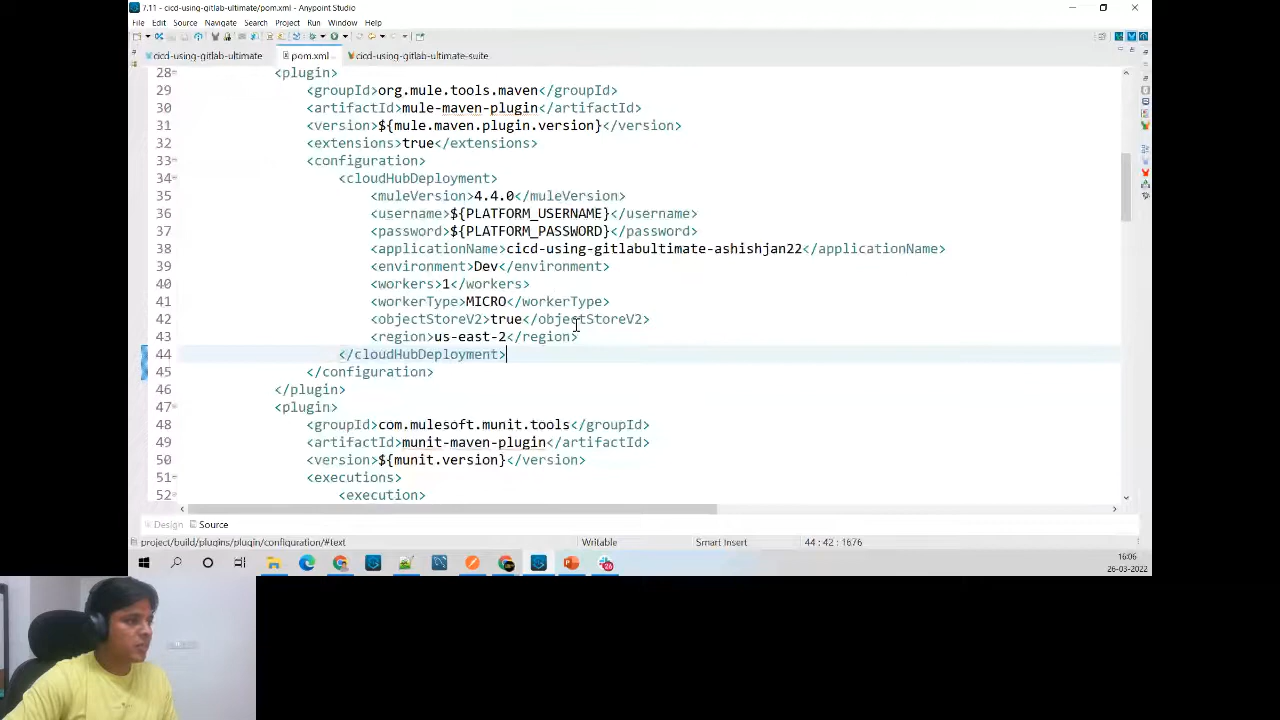 7.11 - cicd-using-gitlab-ultimate/pom.xml - Anypoint Studio
File Edit Source Navigate Search Project Run Window Help
cicd-using-gitlab-ultimate pom.xml cicd-using-gitlab-ultimate-suite
28 <plugin>
29 <groupId>org.mule.tools.maven</groupId>
30 <artifactId>mule-maven-plugin</artifactId>
31 <version>${mule.maven.plugin.version}</version>
32 <extensions>true</extensions>
33 <configuration>
34 <cloudHubDeployment>
35 <muleVersion>4.4.0</muleVersion>
36 <username>${PLATFORM_USERNAME}</username>
37 <password>${PLATFORM_PASSWORD}</password>
38 <applicationName>cicd-using-gitlabultimate-ashishjan22</applicationName>
39 <environment>Dev</environment>
40 <workers>1</workers>
41 <workerType>MICRO</workerType>
42 <objectStoreV2>true</objectStoreV2>
43 <region>us-east-2</region>
44 </cloudHubDeployment>
45 </configuration>
46 </plugin>
47 <plugin>
48 <groupId>com.mulesoft.munit.tools</groupId>
49 <artifactId>munit-maven-plugin</artifactId>
50 <version>${munit.version}</version>
51 <executions>
52 <execution>
Design Source
project/build/plugins/plugin/configuration/#text Writable Smart Insert 44 : 42 : 1676
16:06
26-03-2022